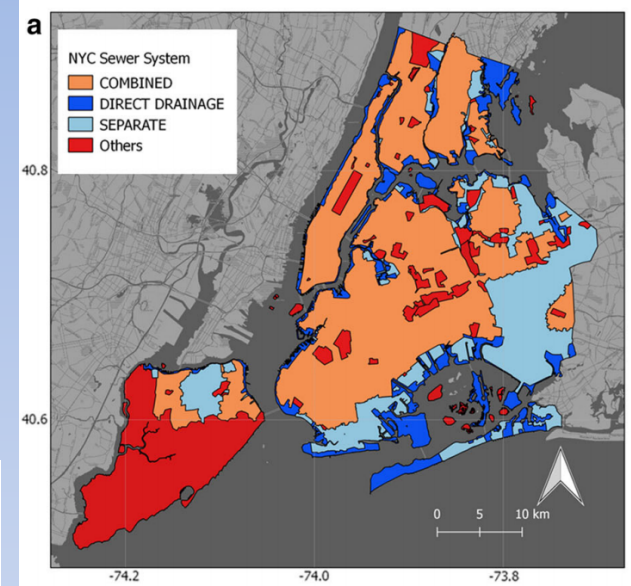 a
NYC Sewer System
COMBINED
DIRECT DRAINAGE
SEPARATE
Others
40.8
40.6
0 5 10 km
-74.2 -74.0 -73.8